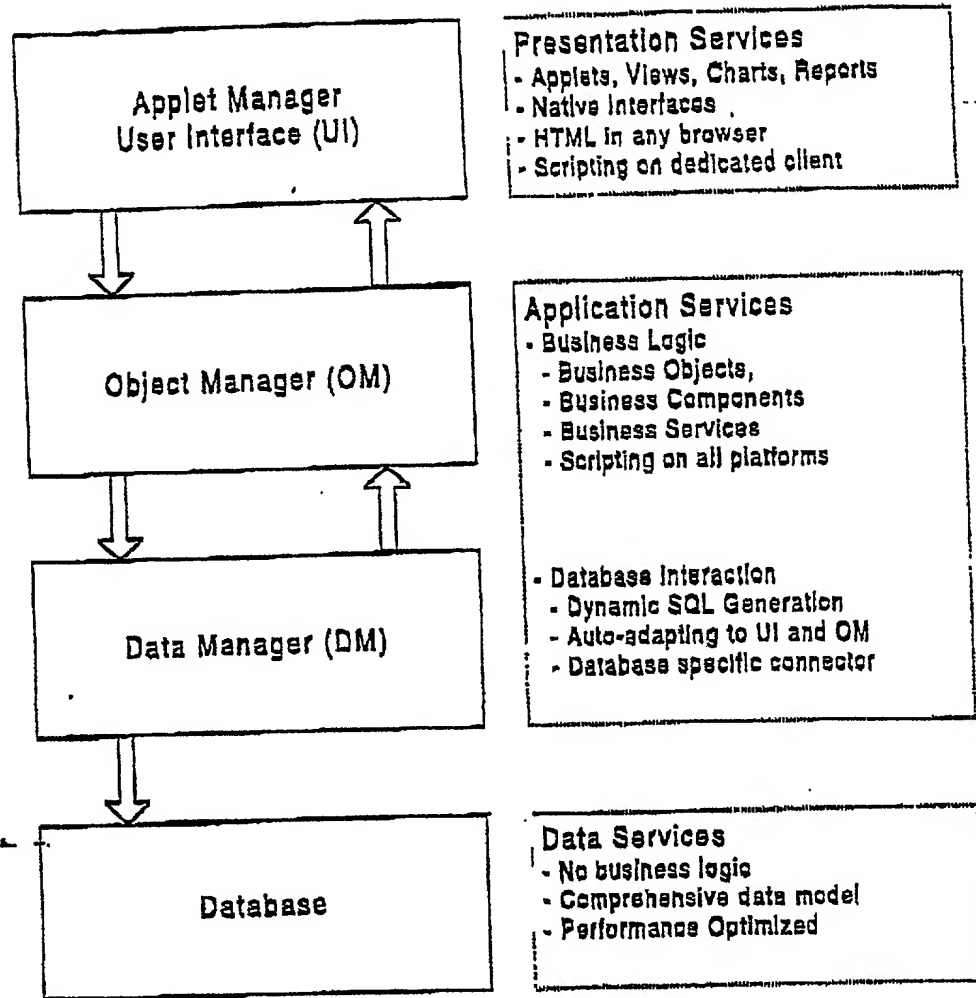 Applet Manager
User Interface (UI)
Presentation Services
- Applets, Views, Charts, Reports
- Native Interfaces
- HTML in any browser
- Scripting on dedicated client
Object Manager (OM)
Application Services
- Business Logic
- Business Objects,
- Business Components
- Business Services
- Scripting on all platforms
Data Manager (DM)
- Database Interaction
- Dynamic SQL Generation
- Auto-adapting to UI and OM
- Database specific connector
Database
Data Services
- No business logic
- Comprehensive data model
- Performance Optimized